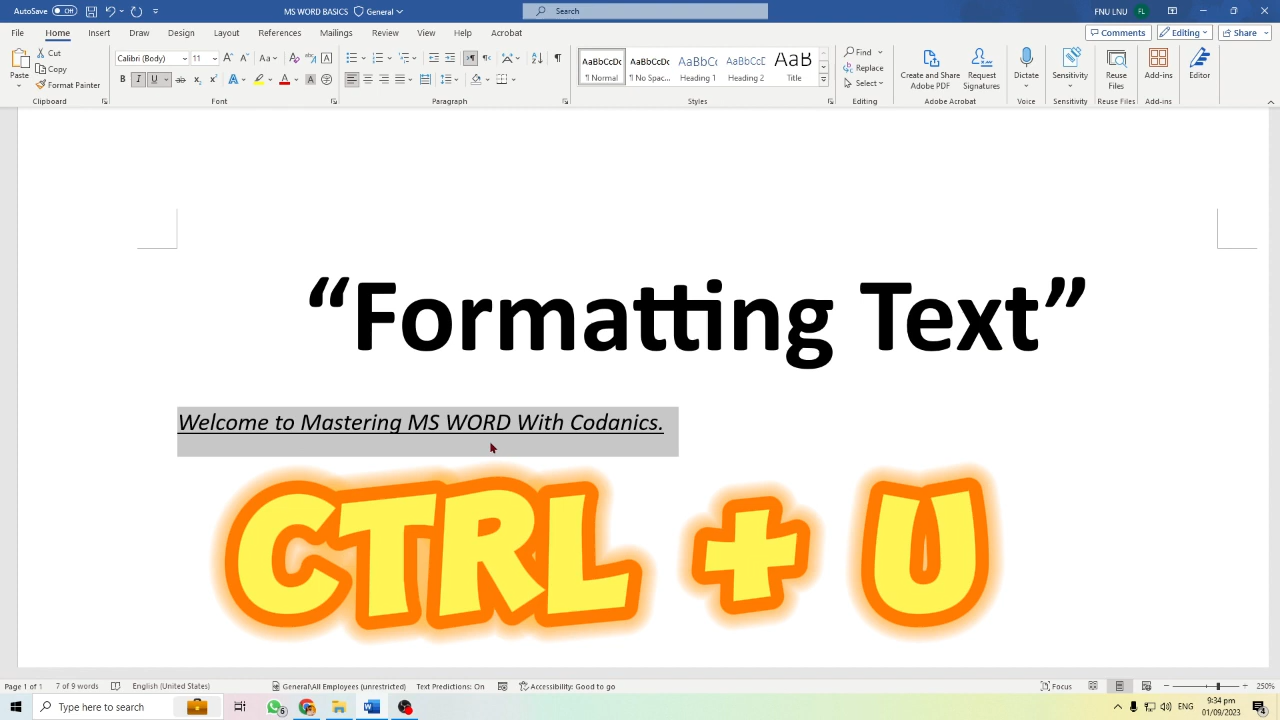 AutoSave Off MS WORD BASICS General Search FNU LNU FL
File Home Insert Draw Design Layout References Mailings Review View Help Acrobat Comments Editing Share
Paste Cut Copy Format Painter Calibri (Body) 11 Find Replace Select
AaBbCcDc AaBbCcDc AaBbCc AaBbCcC AaB
¶ Normal ¶ No Spac... Heading 1 Heading 2 Title
Create and Share Adobe PDF Request Signatures Dictate Sensitivity Reuse Files Add-ins Editor
Clipboard Font Paragraph Styles Editing Adobe Acrobat Voice Sensitivity Reuse Files Add-ins
“Formatting Text”
Welcome to Mastering MS WORD With Codanics.
CTRL + U
Page 1 of 1 7 of 9 words English (United States) General\All Employees (unrestricted) Text Predictions: On Accessibility: Good to go Focus 250%
Type here to search ENG 9:34 pm
01/09/2023